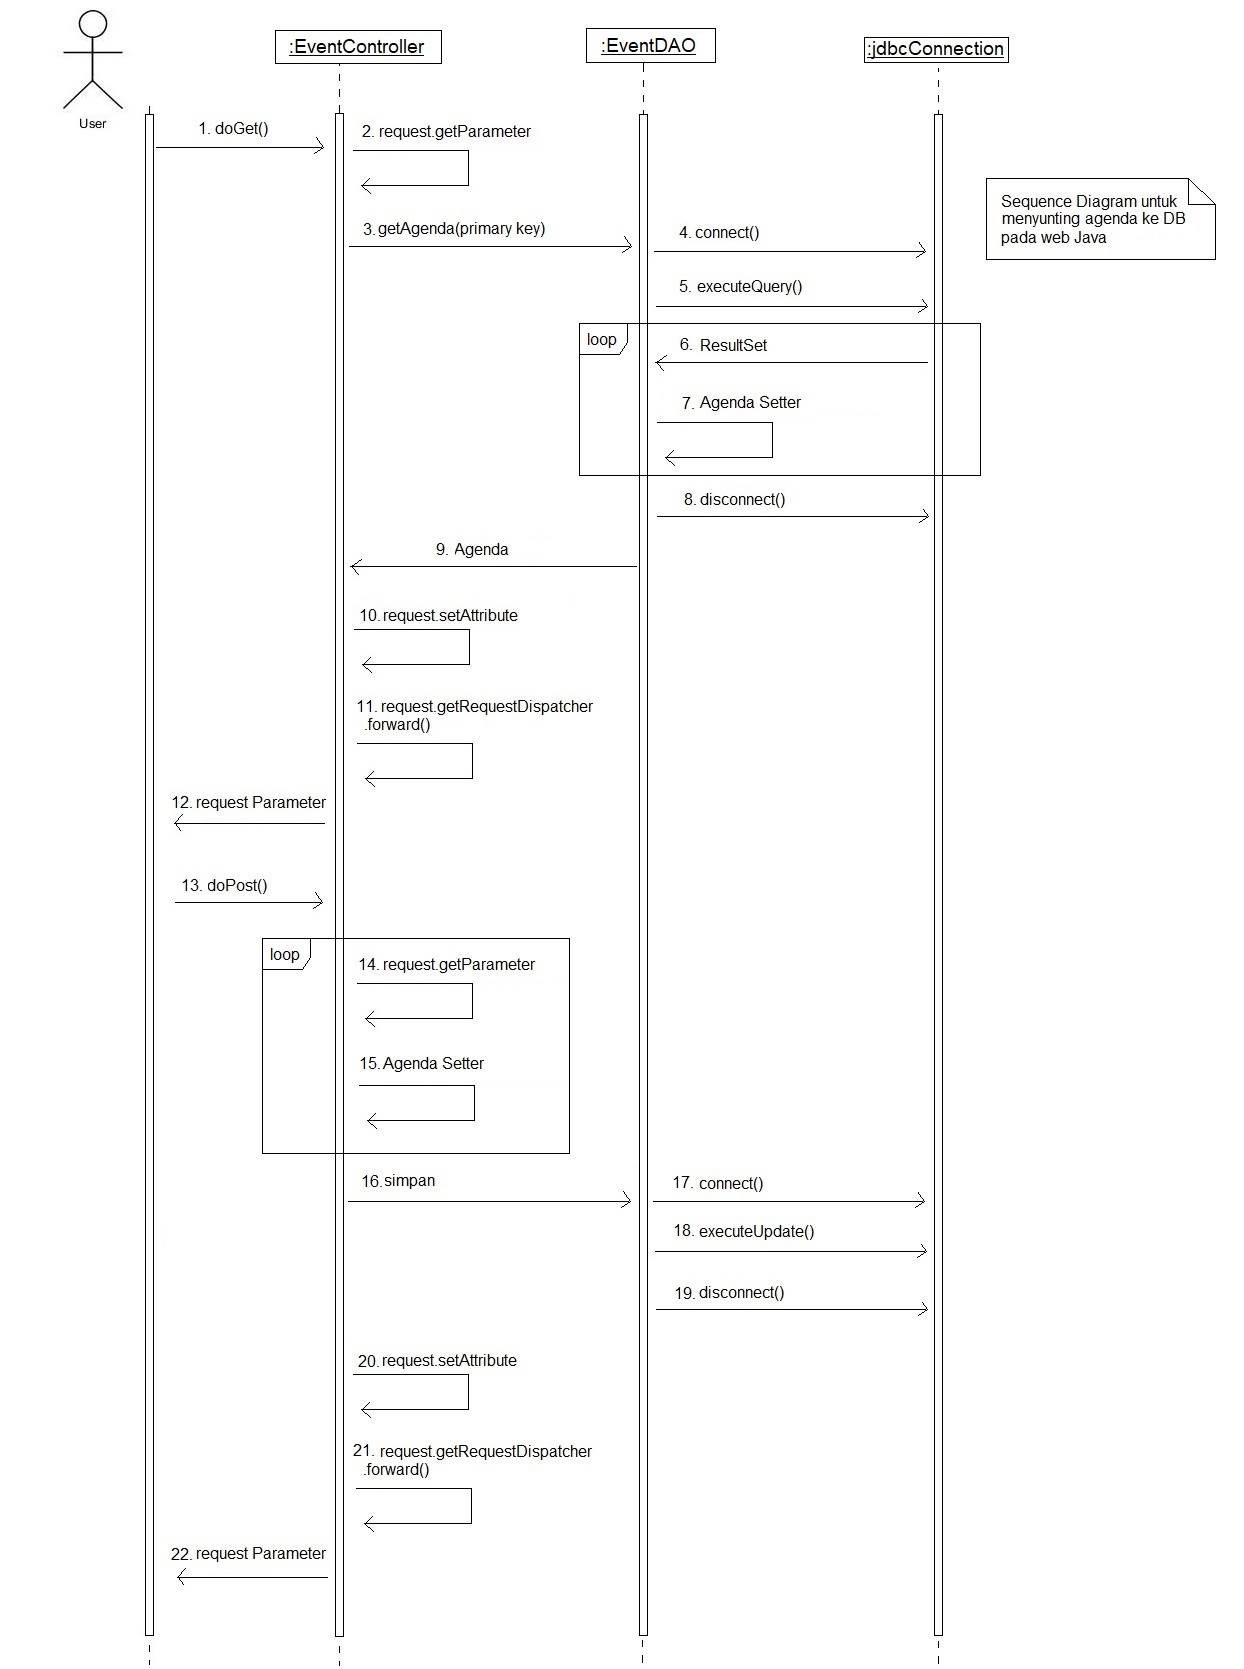 :EventController
:EventDAO
:jdbcConnection
User
1. doGet()
2. request.getParameter
Sequence Diagram untuk
menyunting agenda ke DB
pada web Java
3. getAgenda(primary key)
4. connect()
5. executeQuery()
loop
6. ResultSet
7. Agenda Setter
8. disconnect()
9. Agenda
10. request.setAttribute
11. request.getRequestDispatcher
.forward()
12. request Parameter
13. doPost()
loop
14. request.getParameter
15. Agenda Setter
16. simpan
17. connect()
18. executeUpdate()
19. disconnect()
20. request.setAttribute
21. request.getRequestDispatcher
.forward()
22. request Parameter